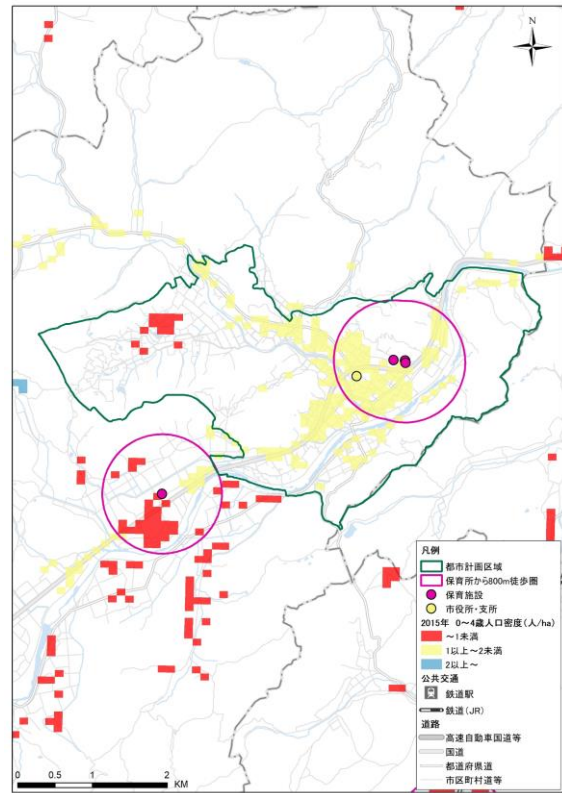 N
凡例
都市計画区域
保育所から800m徒歩圏
保育施設
市役所・支所
2015年 0～4歳人口密度(人/ha)
～1未満
1以上～2未満
2以上～
公共交通
鉄道駅
鉄道(JR)
道路
高速自動車国道等
国道
都道府県道
市区町村道等
0 0.5 1 2
KM